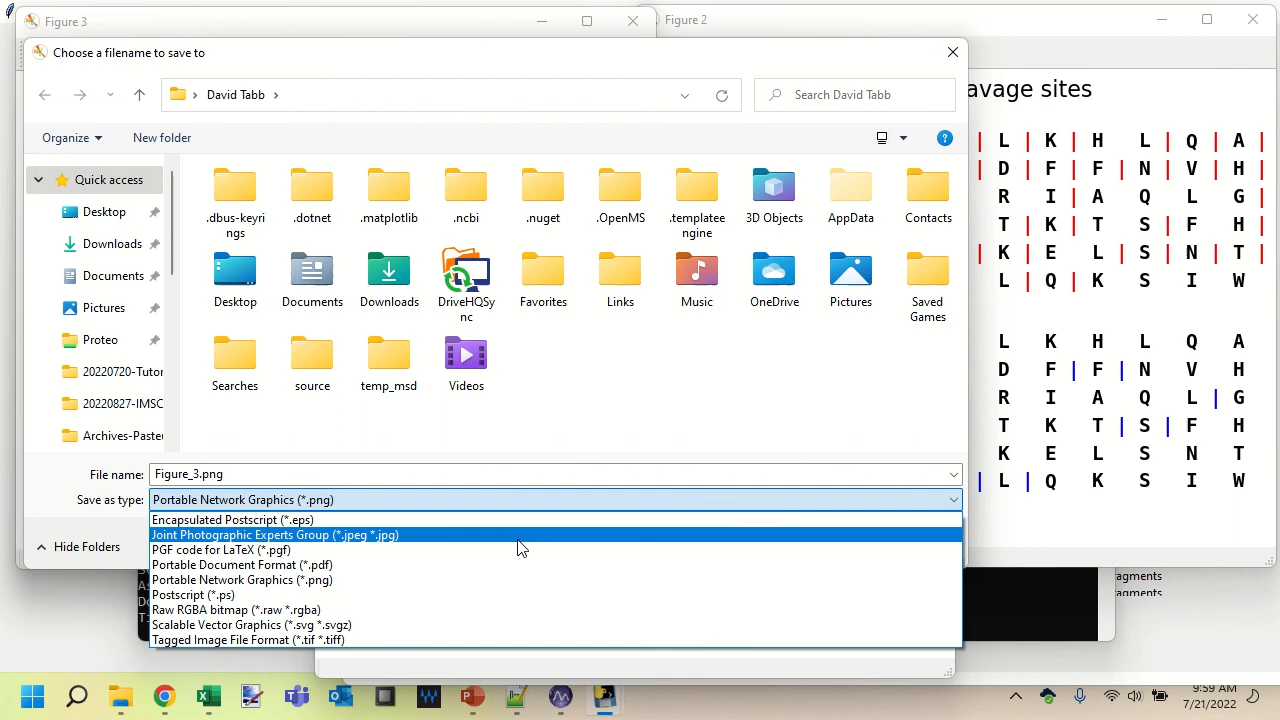 Figure 3
Figure 2
Choose a filename to save to
David Tabb
Search David Tabb
Organize
New folder
Quick access
Desktop
Downloads
Documents
Pictures
Proteo
20220720-Tutor
20220827-IMSC
Archives-Paste
.dbus-keyri
ngs
.dotnet
.matplotlib
.ncbi
.nuget
.OpenMS
.templatee
ngine
3D Objects
AppData
Contacts
Desktop
Documents
Downloads
DriveHQSy
nc
Favorites
Links
Music
OneDrive
Pictures
Saved
Games
Searches
source
temp_msd
Videos
File name: Figure_3.png
Save as type: Portable Network Graphics (*.png)
Encapsulated Postscript (*.eps)
Joint Photographic Experts Group (*.jpeg *.jpg)
PGF code for LaTeX (*.pgf)
Portable Document Format (*.pdf)
Portable Network Graphics (*.png)
Postscript (*.ps)
Raw RGBA bitmap (*.raw *.rgba)
Scalable Vector Graphics (*.svg *.svgz)
Tagged Image File Format (*.tif *.tiff)
Hide Folders
avage sites
| L | K | H L | Q | A |
| D | F | F | N | V | H |
R I | A Q L G |
T | K | T S | F H |
| K | E L | S | N | T |
L | Q | K S I W
L K H L Q A
D F | F | N V H
R I A Q L | G
T K T | S | F H
K E L S N T
| L | Q K S I W
agments
agments
9:59 AM
7/21/2022